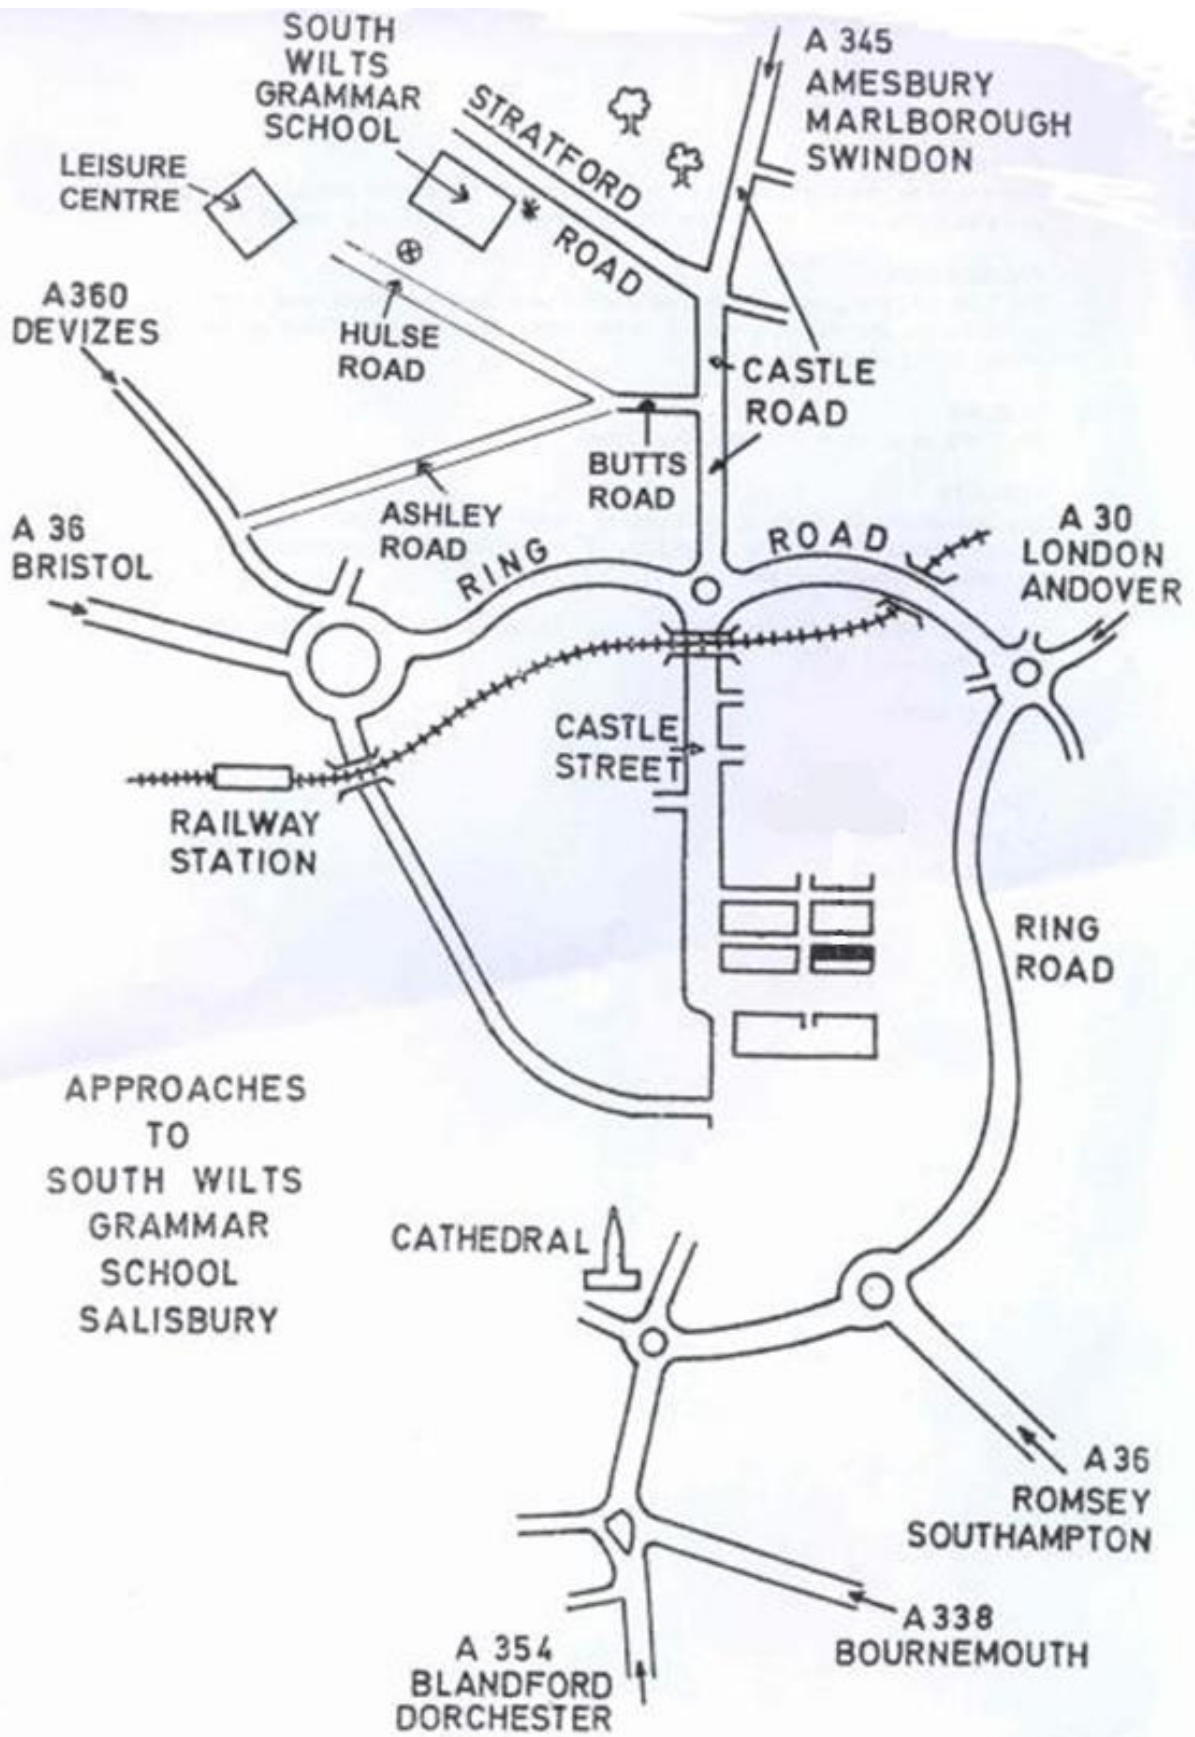 SOUTH
WILTS
GRAMMAR
SCHOOL
STRATFORD
ROAD
A 345
AMESBURY
MARLBOROUGH
SWINDON
LEISURE
CENTRE
A360
DEVIZES
HULSE
ROAD
CASTLE
ROAD
BUTTS
ROAD
ASHLEY
ROAD
A 36
BRISTOL
RING
ROAD
A 30
LONDON
ANDOVER
CASTLE
STREET
RAILWAY
STATION
RING
ROAD
APPROACHES
TO
SOUTH WILTS
GRAMMAR
SCHOOL
SALISBURY
CATHEDRAL
A36
ROMSEY
SOUTHAMPTON
A338
BOURNEMOUTH
A 354
BLANDFORD
DORCHESTER